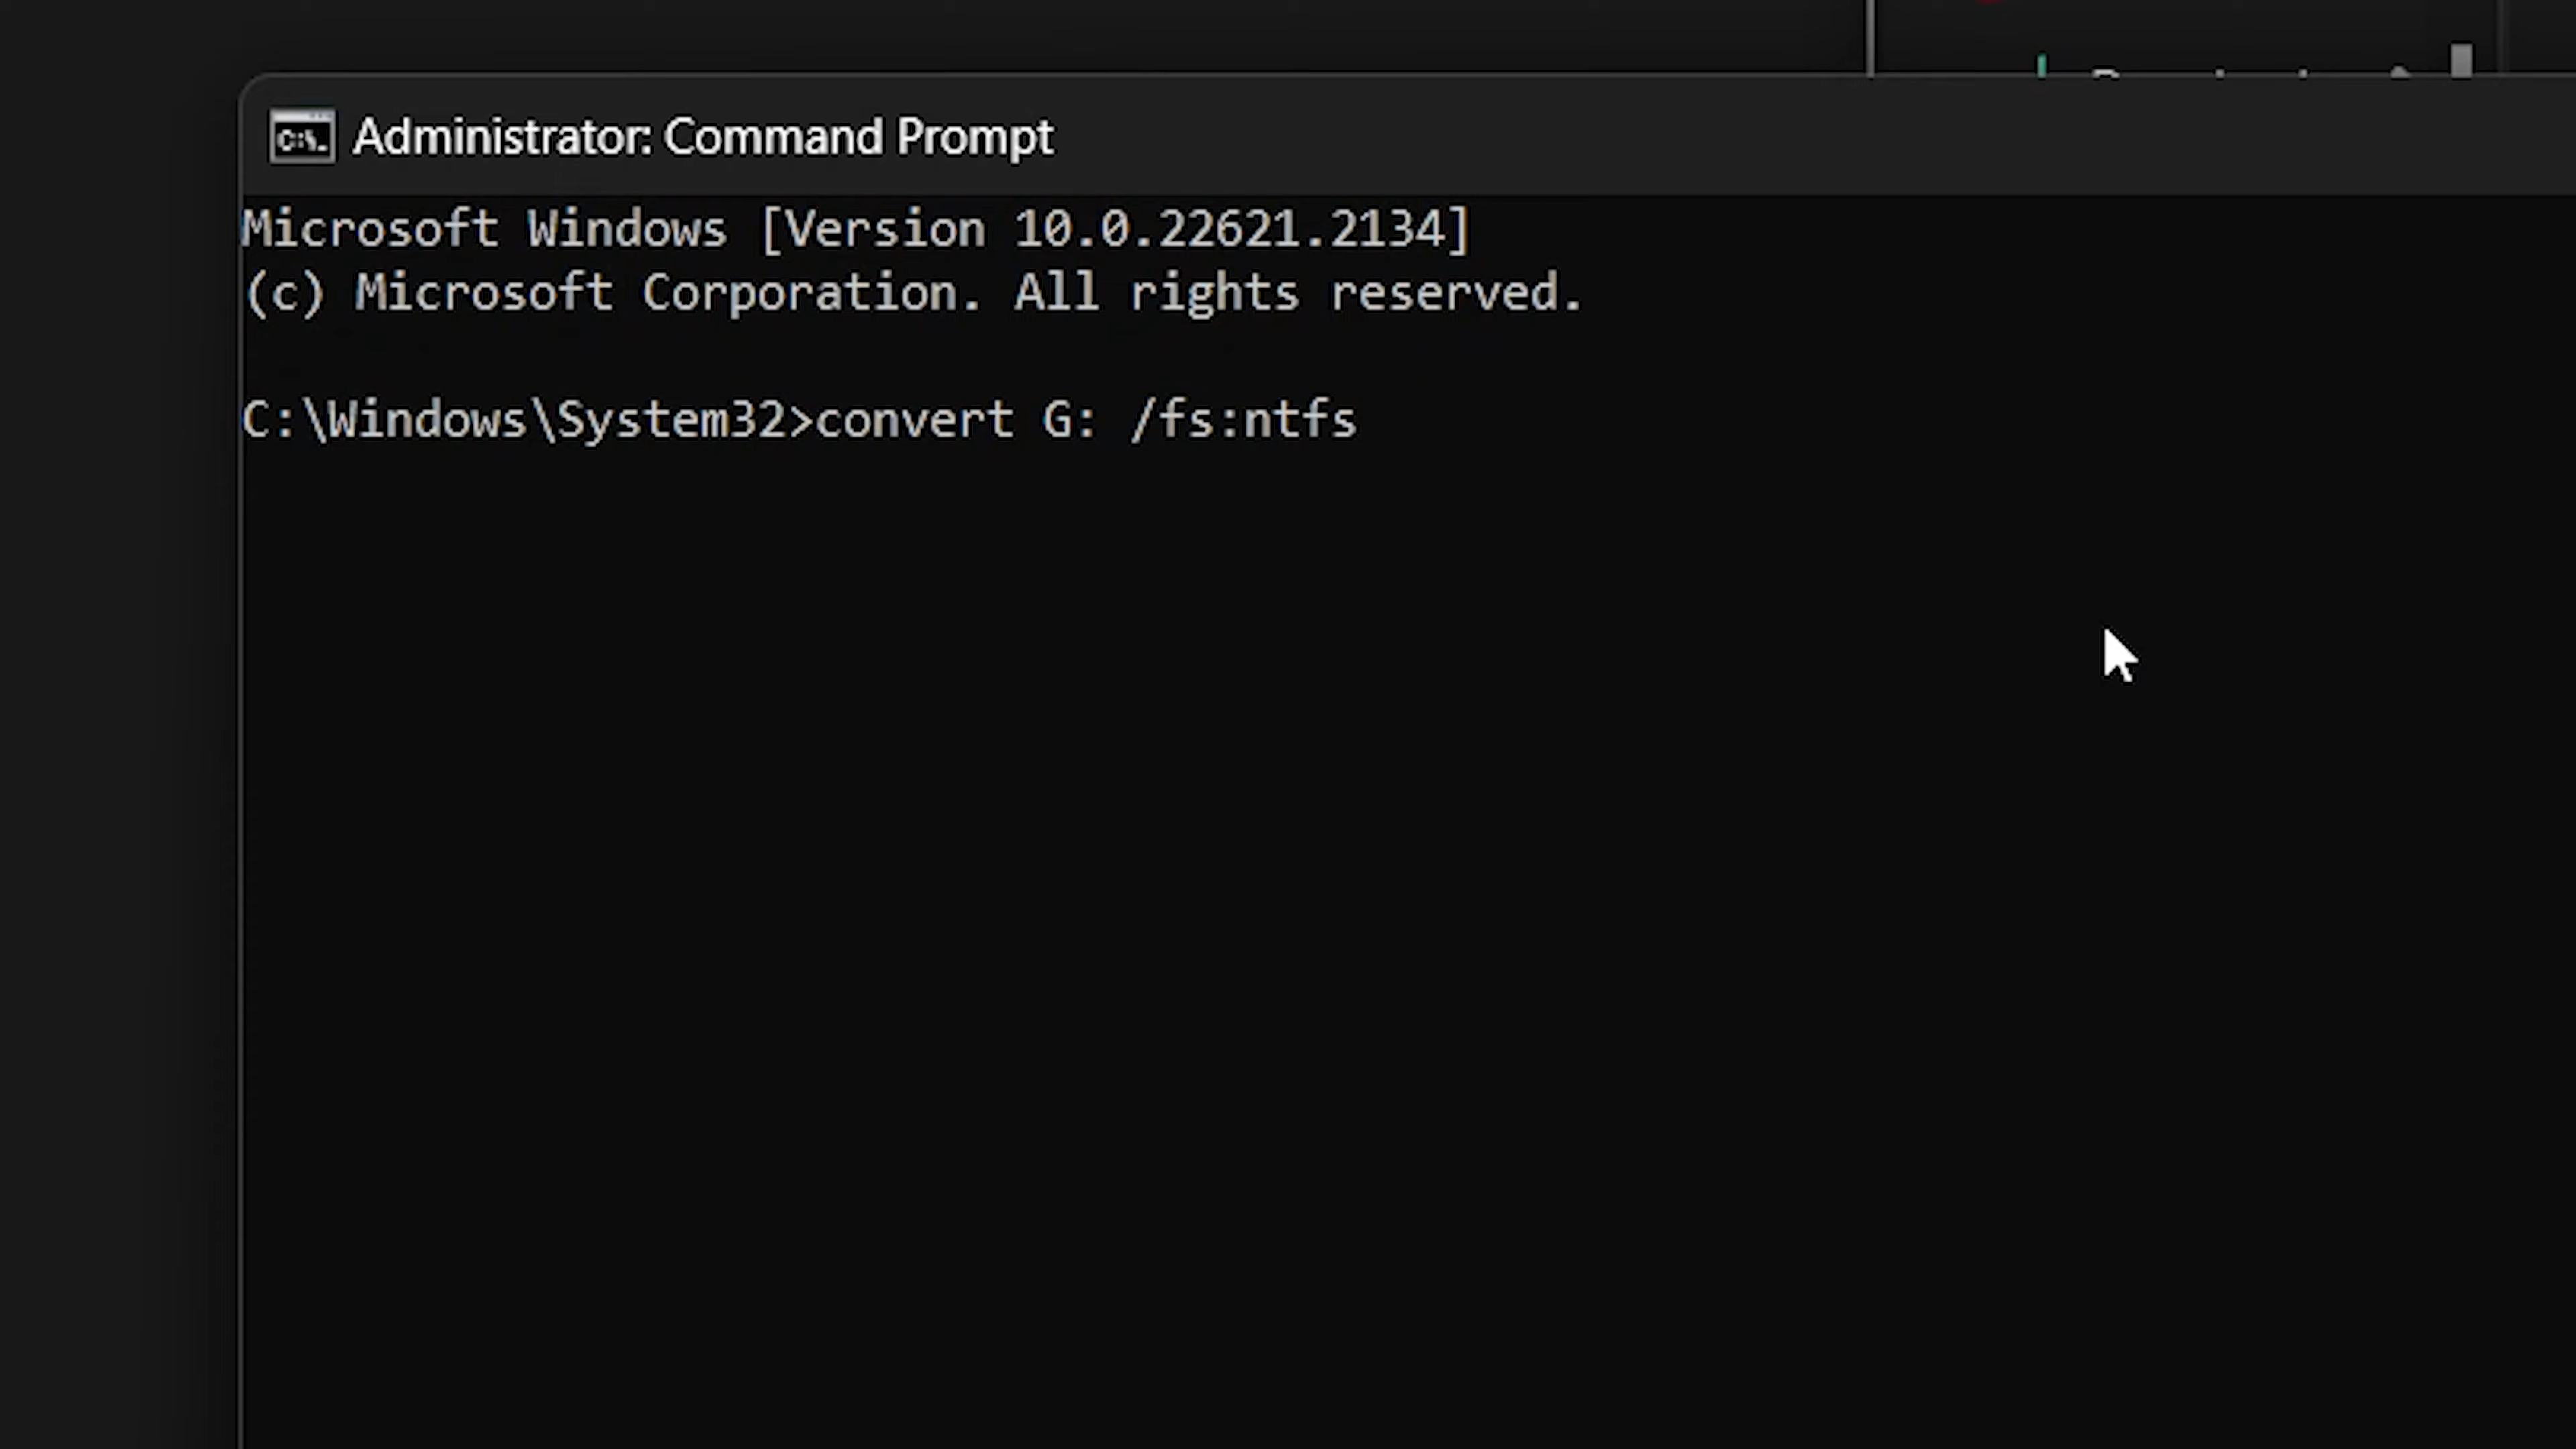 Administrator: Command Prompt
Microsoft Windows [Version 10.0.22621.2134]
(c) Microsoft Corporation. All rights reserved.
C:\Windows\System32>convert G: /fs:ntfs